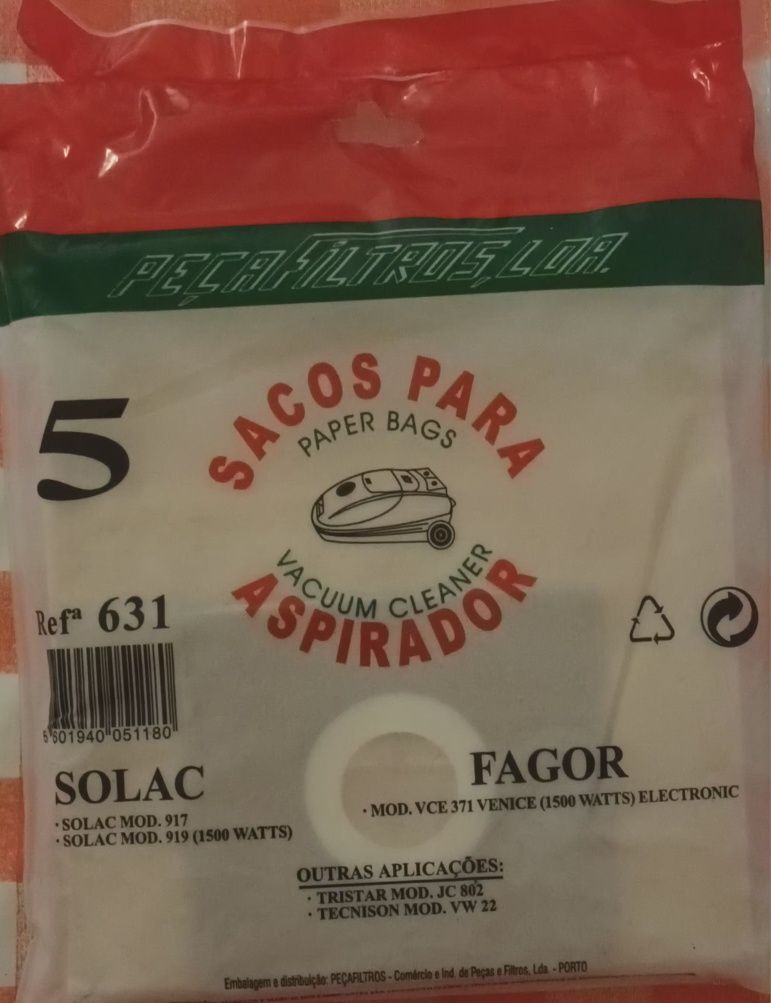 PEÇAFILTROS, LDA.
5
SACOS PARA
PAPER BAGS
VACUUM CLEANER
ASPIRADOR
Refª 631
5601940 051180
SOLAC
· SOLAC MOD. 917
· SOLAC MOD. 919 (1500 WATTS)
FAGOR
· MOD. VCE 371 VENICE (1500 WATTS) ELECTRONIC
OUTRAS APLICAÇÕES:
· TRISTAR MOD. JC 802
· TECNISON MOD. VW 22
Embalagem e distribuição: PEÇAFILTROS - Comércio e Ind. de Peças e Filtros, Lda. - PORTO